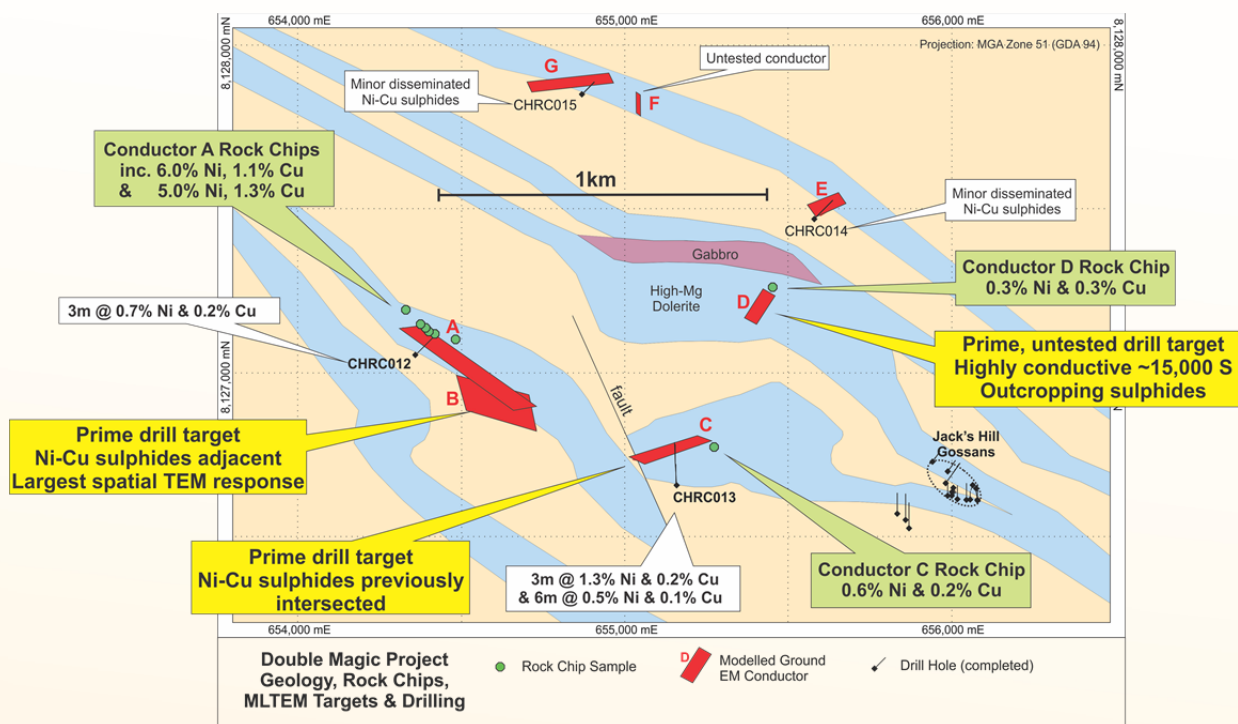 654,000 mE
655,000 mE
656,000 mE
8,128,000 mN
8,128,000 mN
Projection: MGA Zone 51 (GDA 94)
G
Untested conductor
Minor disseminated
Ni-Cu sulphides
CHRC015
F
Conductor A Rock Chips
inc. 6.0% Ni, 1.1% Cu
& 5.0% Ni, 1.3% Cu
1km
E
Minor disseminated
Ni-Cu sulphides
CHRC014
Gabbro
High-Mg
Dolerite
D
Conductor D Rock Chip
0.3% Ni & 0.3% Cu
3m @ 0.7% Ni & 0.2% Cu
A
CHRC012
Prime, untested drill target
Highly conductive ~15,000 S
Outcropping sulphides
8,127,000 mN
8,127,000 mN
B
fault
C
Prime drill target
Ni-Cu sulphides adjacent
Largest spatial TEM response
Jack's Hill
Gossans
CHRC013
Prime drill target
Ni-Cu sulphides previously
intersected
3m @ 1.3% Ni & 0.2% Cu
& 6m @ 0.5% Ni & 0.1% Cu
Conductor C Rock Chip
0.6% Ni & 0.2% Cu
654,000 mE
655,000 mE
656,000 mE
Double Magic Project
Geology, Rock Chips,
MLTEM Targets & Drilling
Rock Chip Sample
D
Modelled Ground
EM Conductor
Drill Hole (completed)